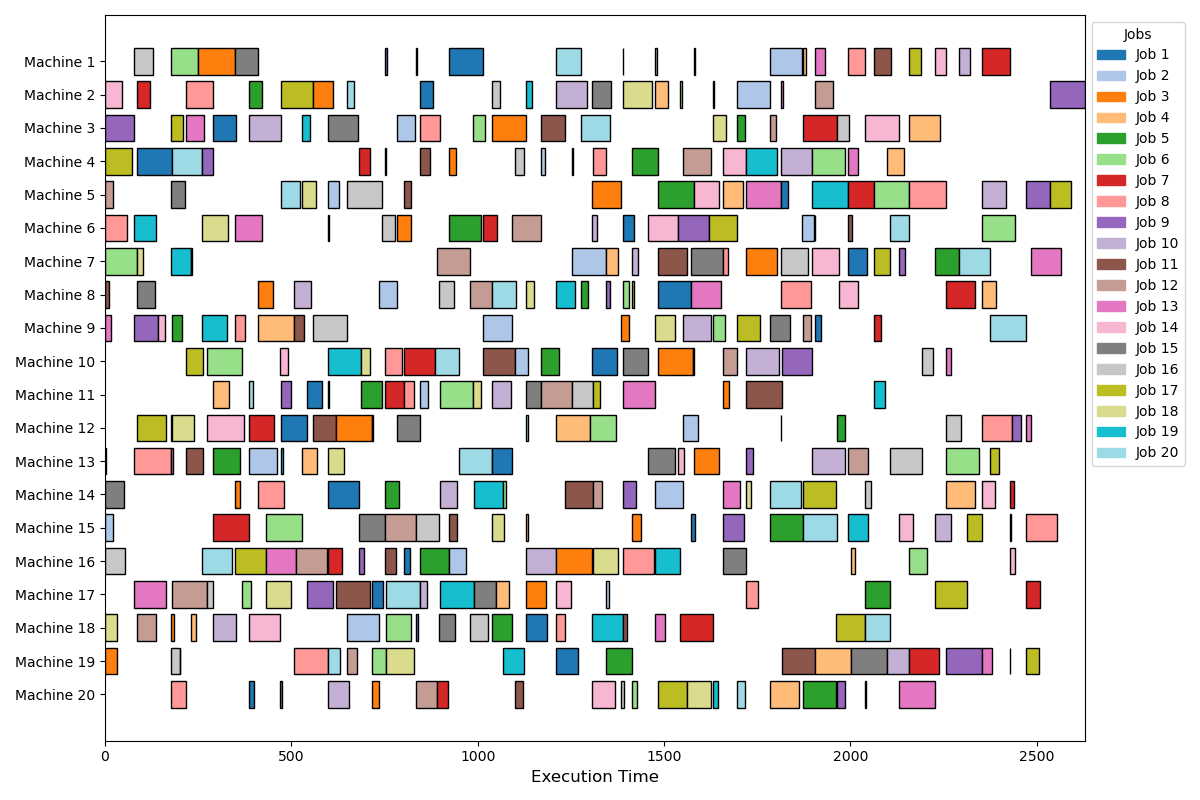 Machine 1
Machine 2
Machine 3
Machine 4
Machine 5
Machine 6
Machine 7
Machine 8
Machine 9
Machine 10
Machine 11
Machine 12
Machine 13
Machine 14
Machine 15
Machine 16
Machine 17
Machine 18
Machine 19
Machine 20
0 500 1000 1500 2000 2500
Execution Time
Jobs
Job 1
Job 2
Job 3
Job 4
Job 5
Job 6
Job 7
Job 8
Job 9
Job 10
Job 11
Job 12
Job 13
Job 14
Job 15
Job 16
Job 17
Job 18
Job 19
Job 20